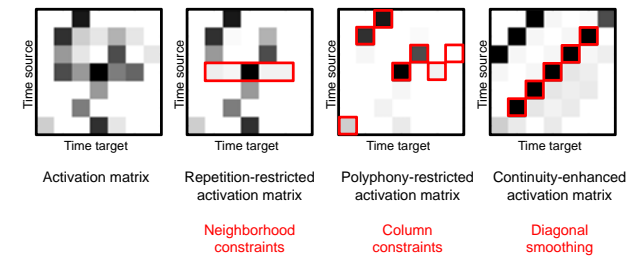 Time source
Time target
Activation matrix
Time source
Time target
Repetition-restricted
activation matrix
Neighborhood
constraints
Time source
Time target
Polyphony-restricted
activation matrix
Column
constraints
Time source
Time target
Continuity-enhanced
activation matrix
Diagonal
smoothing